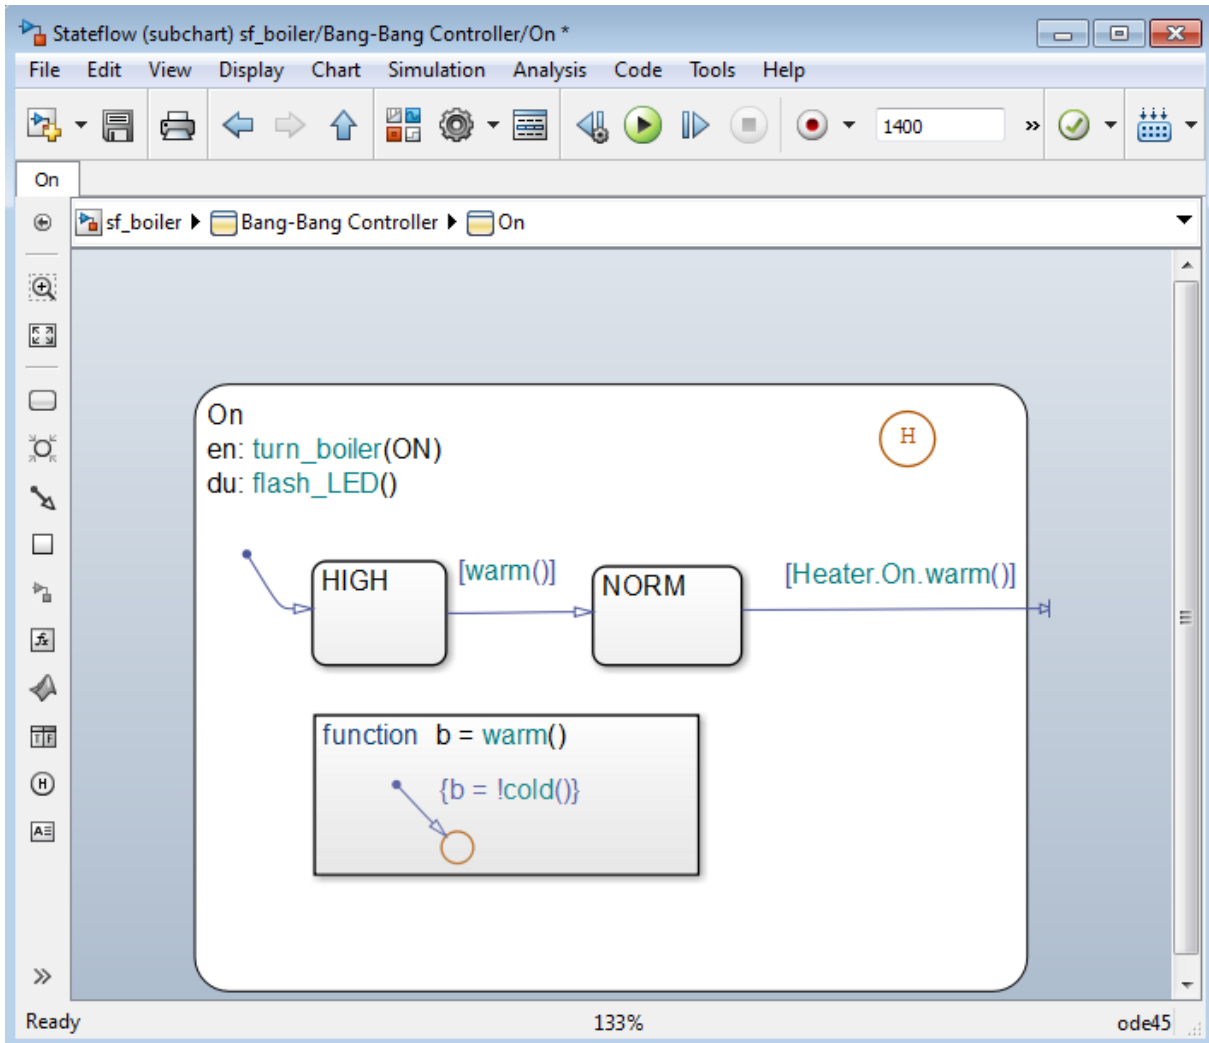 Stateflow (subchart) sf_boiler/Bang-Bang Controller/On *
File Edit View Display Chart Simulation Analysis Code Tools Help
1400
On
sf_boiler Bang-Bang Controller On
On
en: turn_boiler(ON)
du: flash_LED()
H
HIGH
[warm()]
NORM
[Heater.On.warm()]
function b = warm()
{b = !cold()}
fx
T F
H
A
Ready 133% ode45